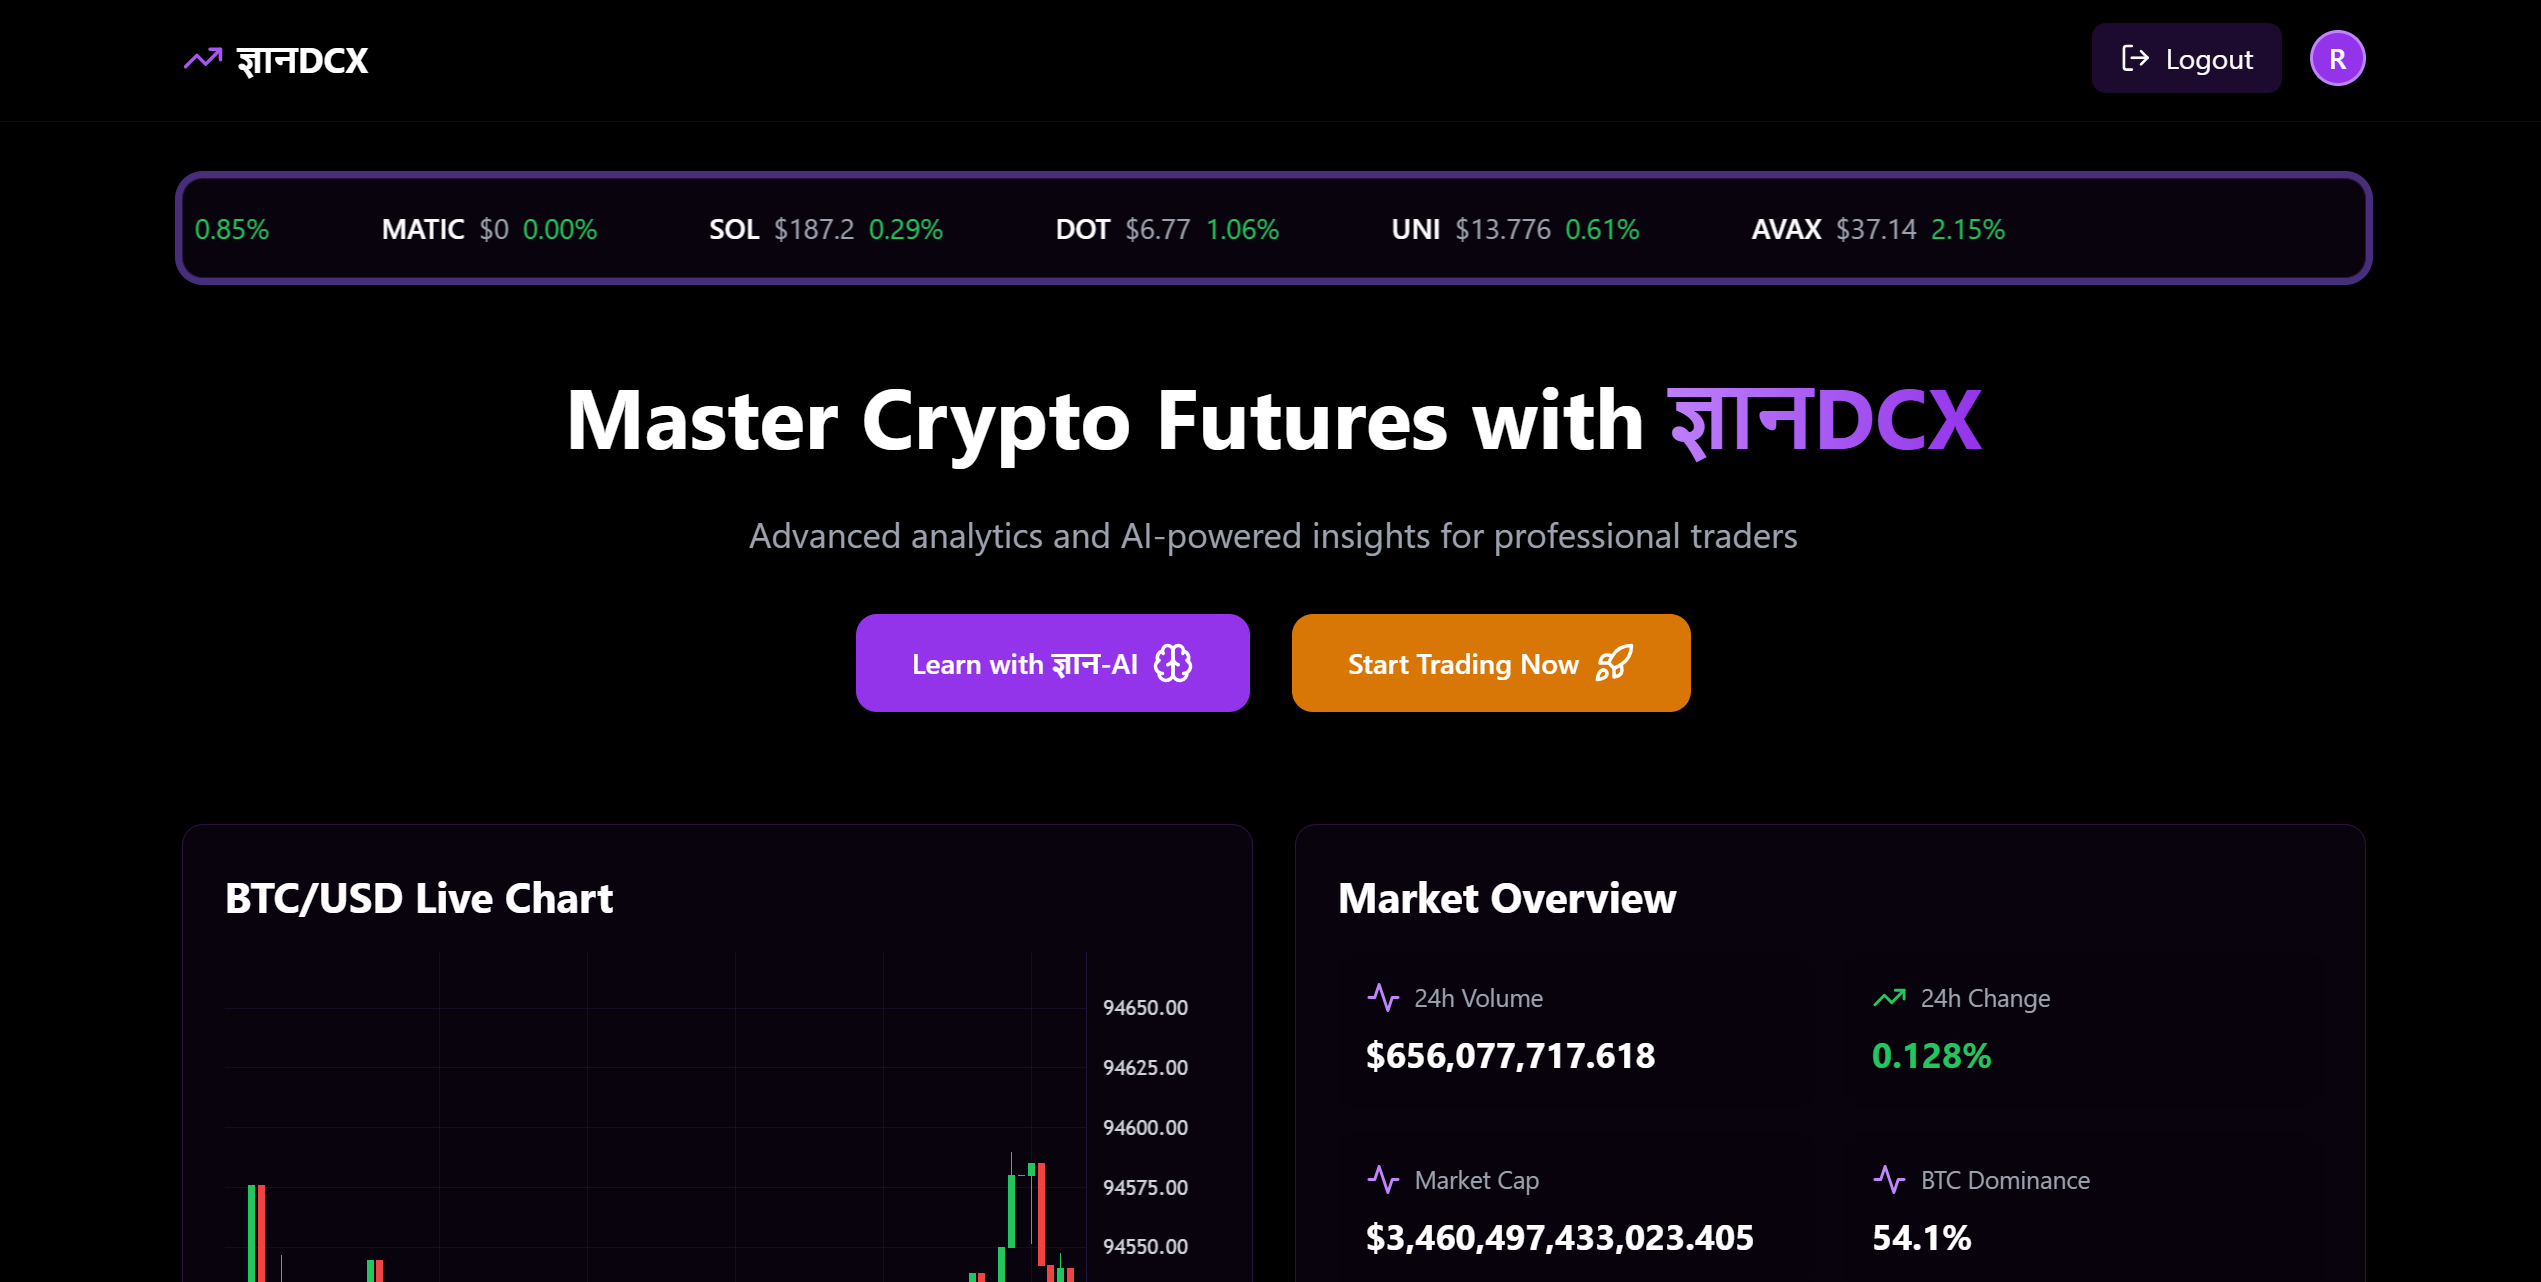 ज्ञानDCX
Logout
R
0.85% MATIC $0 0.00% SOL $187.2 0.29% DOT $6.77 1.06% UNI $13.776 0.61% AVAX $37.14 2.15%
Master Crypto Futures with ज्ञानDCX
Advanced analytics and AI-powered insights for professional traders
Learn with ज्ञान-AI
Start Trading Now
BTC/USD Live Chart
94650.00
94625.00
94600.00
94575.00
94550.00
Market Overview
24h Volume
$656,077,717.618
24h Change
0.128%
Market Cap
$3,460,497,433,023.405
BTC Dominance
54.1%